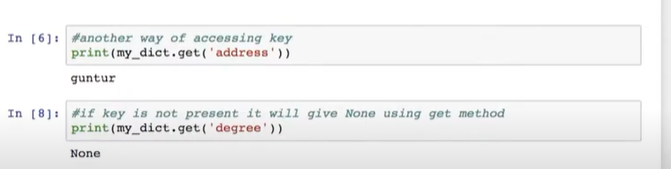 In [6]: #another way of accessing key
print(my_dict.get('address'))
guntur
In [8]: #if key is not present it will give None using get method
print(my_dict.get('degree'))
None